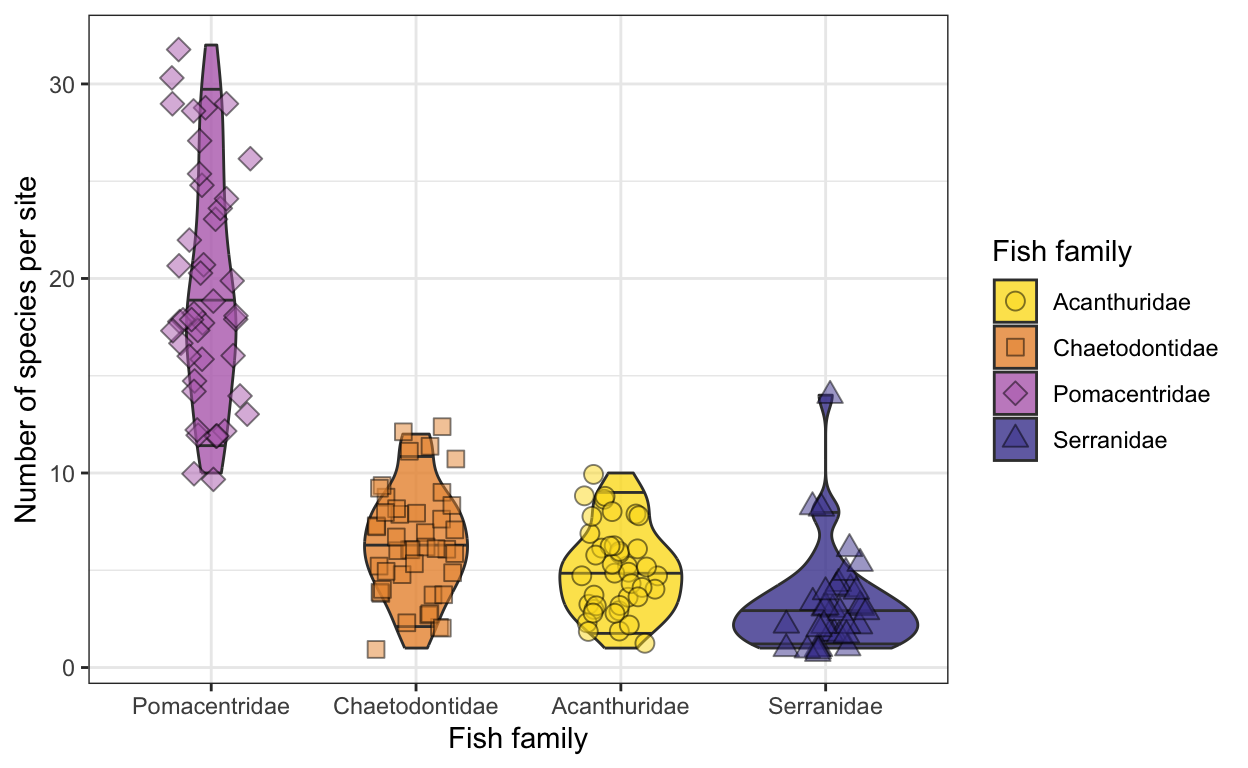 Number of species per site
30
20
10
0
Pomacentridae
Chaetodontidae
Acanthuridae
Serranidae
Fish family
Fish family
Acanthuridae
Chaetodontidae
Pomacentridae
Serranidae